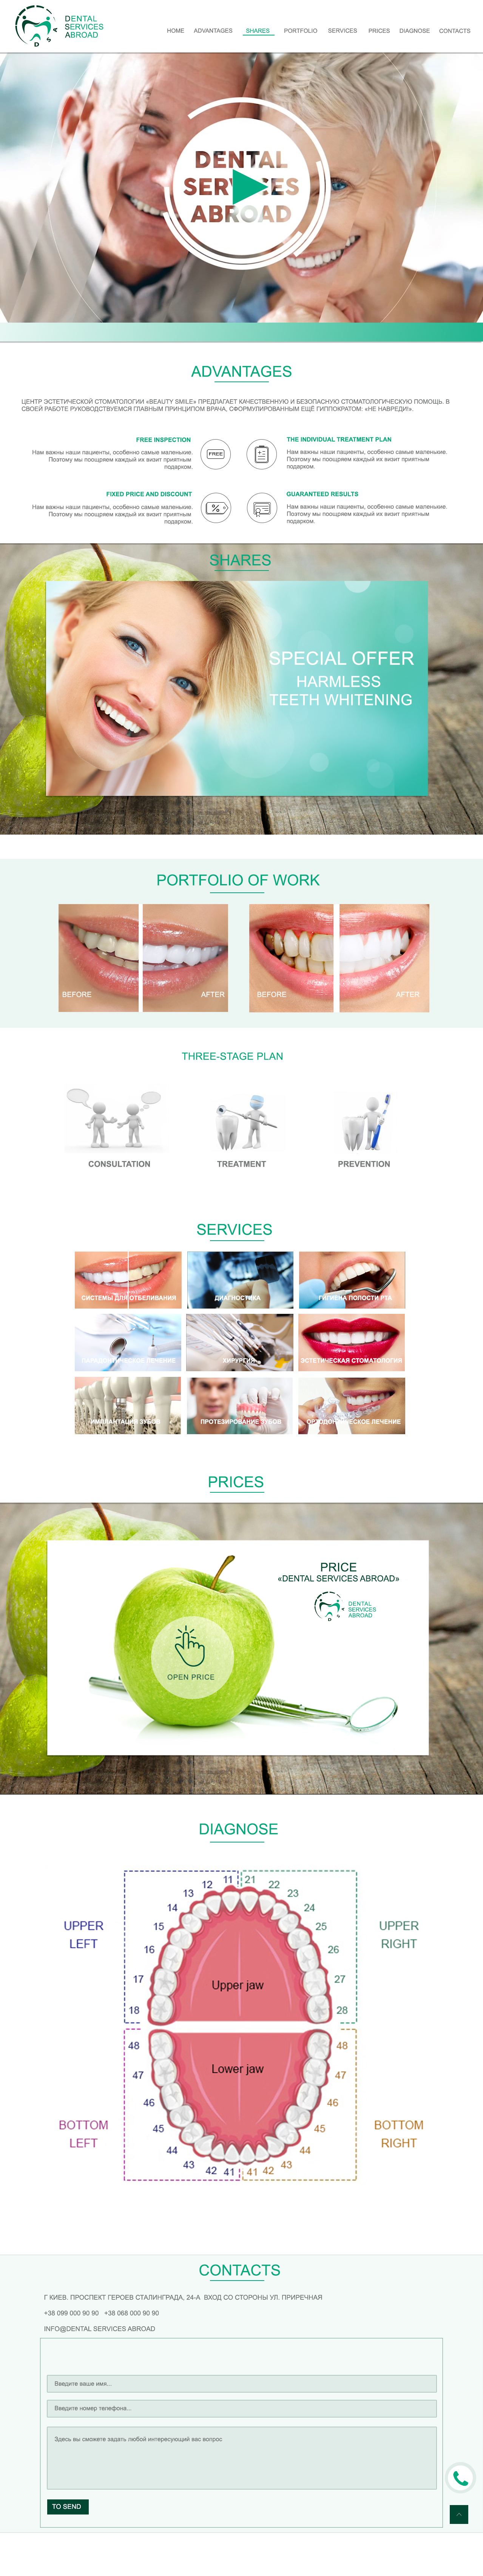 DENTAL
SERVICES
ABROAD
HOME ADVANTAGES SHARES PORTFOLIO SERVICES PRICES DIAGNOSE CONTACTS
DENTAL
SERVICES
ABROAD
ADVANTAGES
ЦЕНТР ЭСТЕТИЧЕСКОЙ СТОМАТОЛОГИИ «BEAUTY SMILE» ПРЕДЛАГАЕТ КАЧЕСТВЕННУЮ И БЕЗОПАСНУЮ СТОМАТОЛОГИЧЕСКУЮ ПОМОЩЬ. В
СВОЕЙ РАБОТЕ РУКОВОДСТВУЕМСЯ ГЛАВНЫМ ПРИНЦИПОМ ВРАЧА, СФОРМУЛИРОВАННЫМ ЕЩЁ ГИППОКРАТОМ: «НЕ НАВРЕДИ».
FREE INSPECTION
Нам важны наши пациенты, особенно самые маленькие.
Поэтому мы поощряем каждый их визит приятным
подарком.
FREE
THE INDIVIDUAL TREATMENT PLAN
Нам важны наши пациенты, особенно самые маленькие.
Поэтому мы поощряем каждый их визит приятным
подарком.
FIXED PRICE AND DISCOUNT
Нам важны наши пациенты, особенно самые маленькие.
Поэтому мы поощряем каждый их визит приятным
подарком.
%
GUARANTEED RESULTS
Нам важны наши пациенты, особенно самые маленькие.
Поэтому мы поощряем каждый их визит приятным
подарком.
SHARES
SPECIAL OFFER
HARMLESS
TEETH WHITENING
PORTFOLIO OF WORK
BEFORE AFTER BEFORE AFTER
THREE-STAGE PLAN
CONSULTATION TREATMENT PREVENTION
SERVICES
СИСТЕМЫ ДЛЯ ОТБЕЛИВАНИЯ ДИАГНОСТИКА ГИГИЕНА ПОЛОСТИ РТА
ЛЕЧЕНИЕ ХИРУРГИЯ ЭСТЕТИЧЕСКАЯ СТОМАТОЛОГИЯ
ИМПЛАНТАЦИЯ ЗУБОВ ПРОТЕЗИРОВАНИЕ ЗУБОВ ОРТОДОНТИЧЕСКОЕ ЛЕЧЕНИЕ
PRICES
PRICE
«DENTAL SERVICES ABROAD»
DENTAL
SERVICES
ABROAD
OPEN PRICE
DIAGNOSE
UPPER
LEFT
UPPER
RIGHT
11 21
12 22
13 23
14 24
15 25
16 26
17 27
18 28
Upper jaw
Lower jaw
48 48
47 47
46 46
45 45
44 44
43 43
42 42
41 41
BOTTOM
LEFT
BOTTOM
RIGHT
CONTACTS
Г КИЕВ. ПРОСПЕКТ ГЕРОЕВ СТАЛИНГРАДА, 24-А ВХОД СО СТОРОНЫ УЛ. ПРИРЕЧНАЯ
+38 099 000 90 90 +38 068 000 90 90
INFO@DENTAL SERVICES ABROAD
Введите ваше имя...
Введите номер телефона...
Здесь вы сможете задать любой интересующий вас вопрос
TO SEND